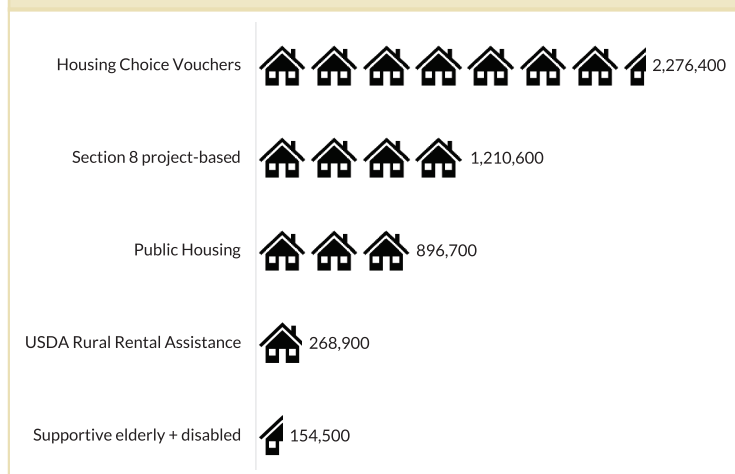 Housing Choice Vouchers 2,276,400
Section 8 project-based 1,210,600
Public Housing 896,700
USDA Rural Rental Assistance 268,900
Supportive elderly + disabled 154,500